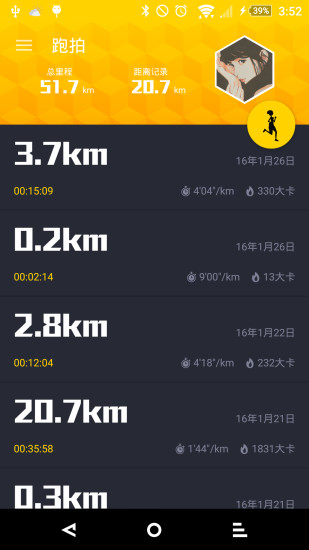 39% 3:52
跑拍
总里程
51.7 km
距离记录
20.7 km
3.7km
16年1月26日
00:15:09
4'04"/km
330大卡
0.2km
16年1月26日
00:02:14
9'00"/km
13大卡
2.8km
16年1月22日
00:12:04
4'18"/km
232大卡
20.7km
16年1月21日
00:35:58
1'44"/km
1831大卡
0.3km
16年1月21日